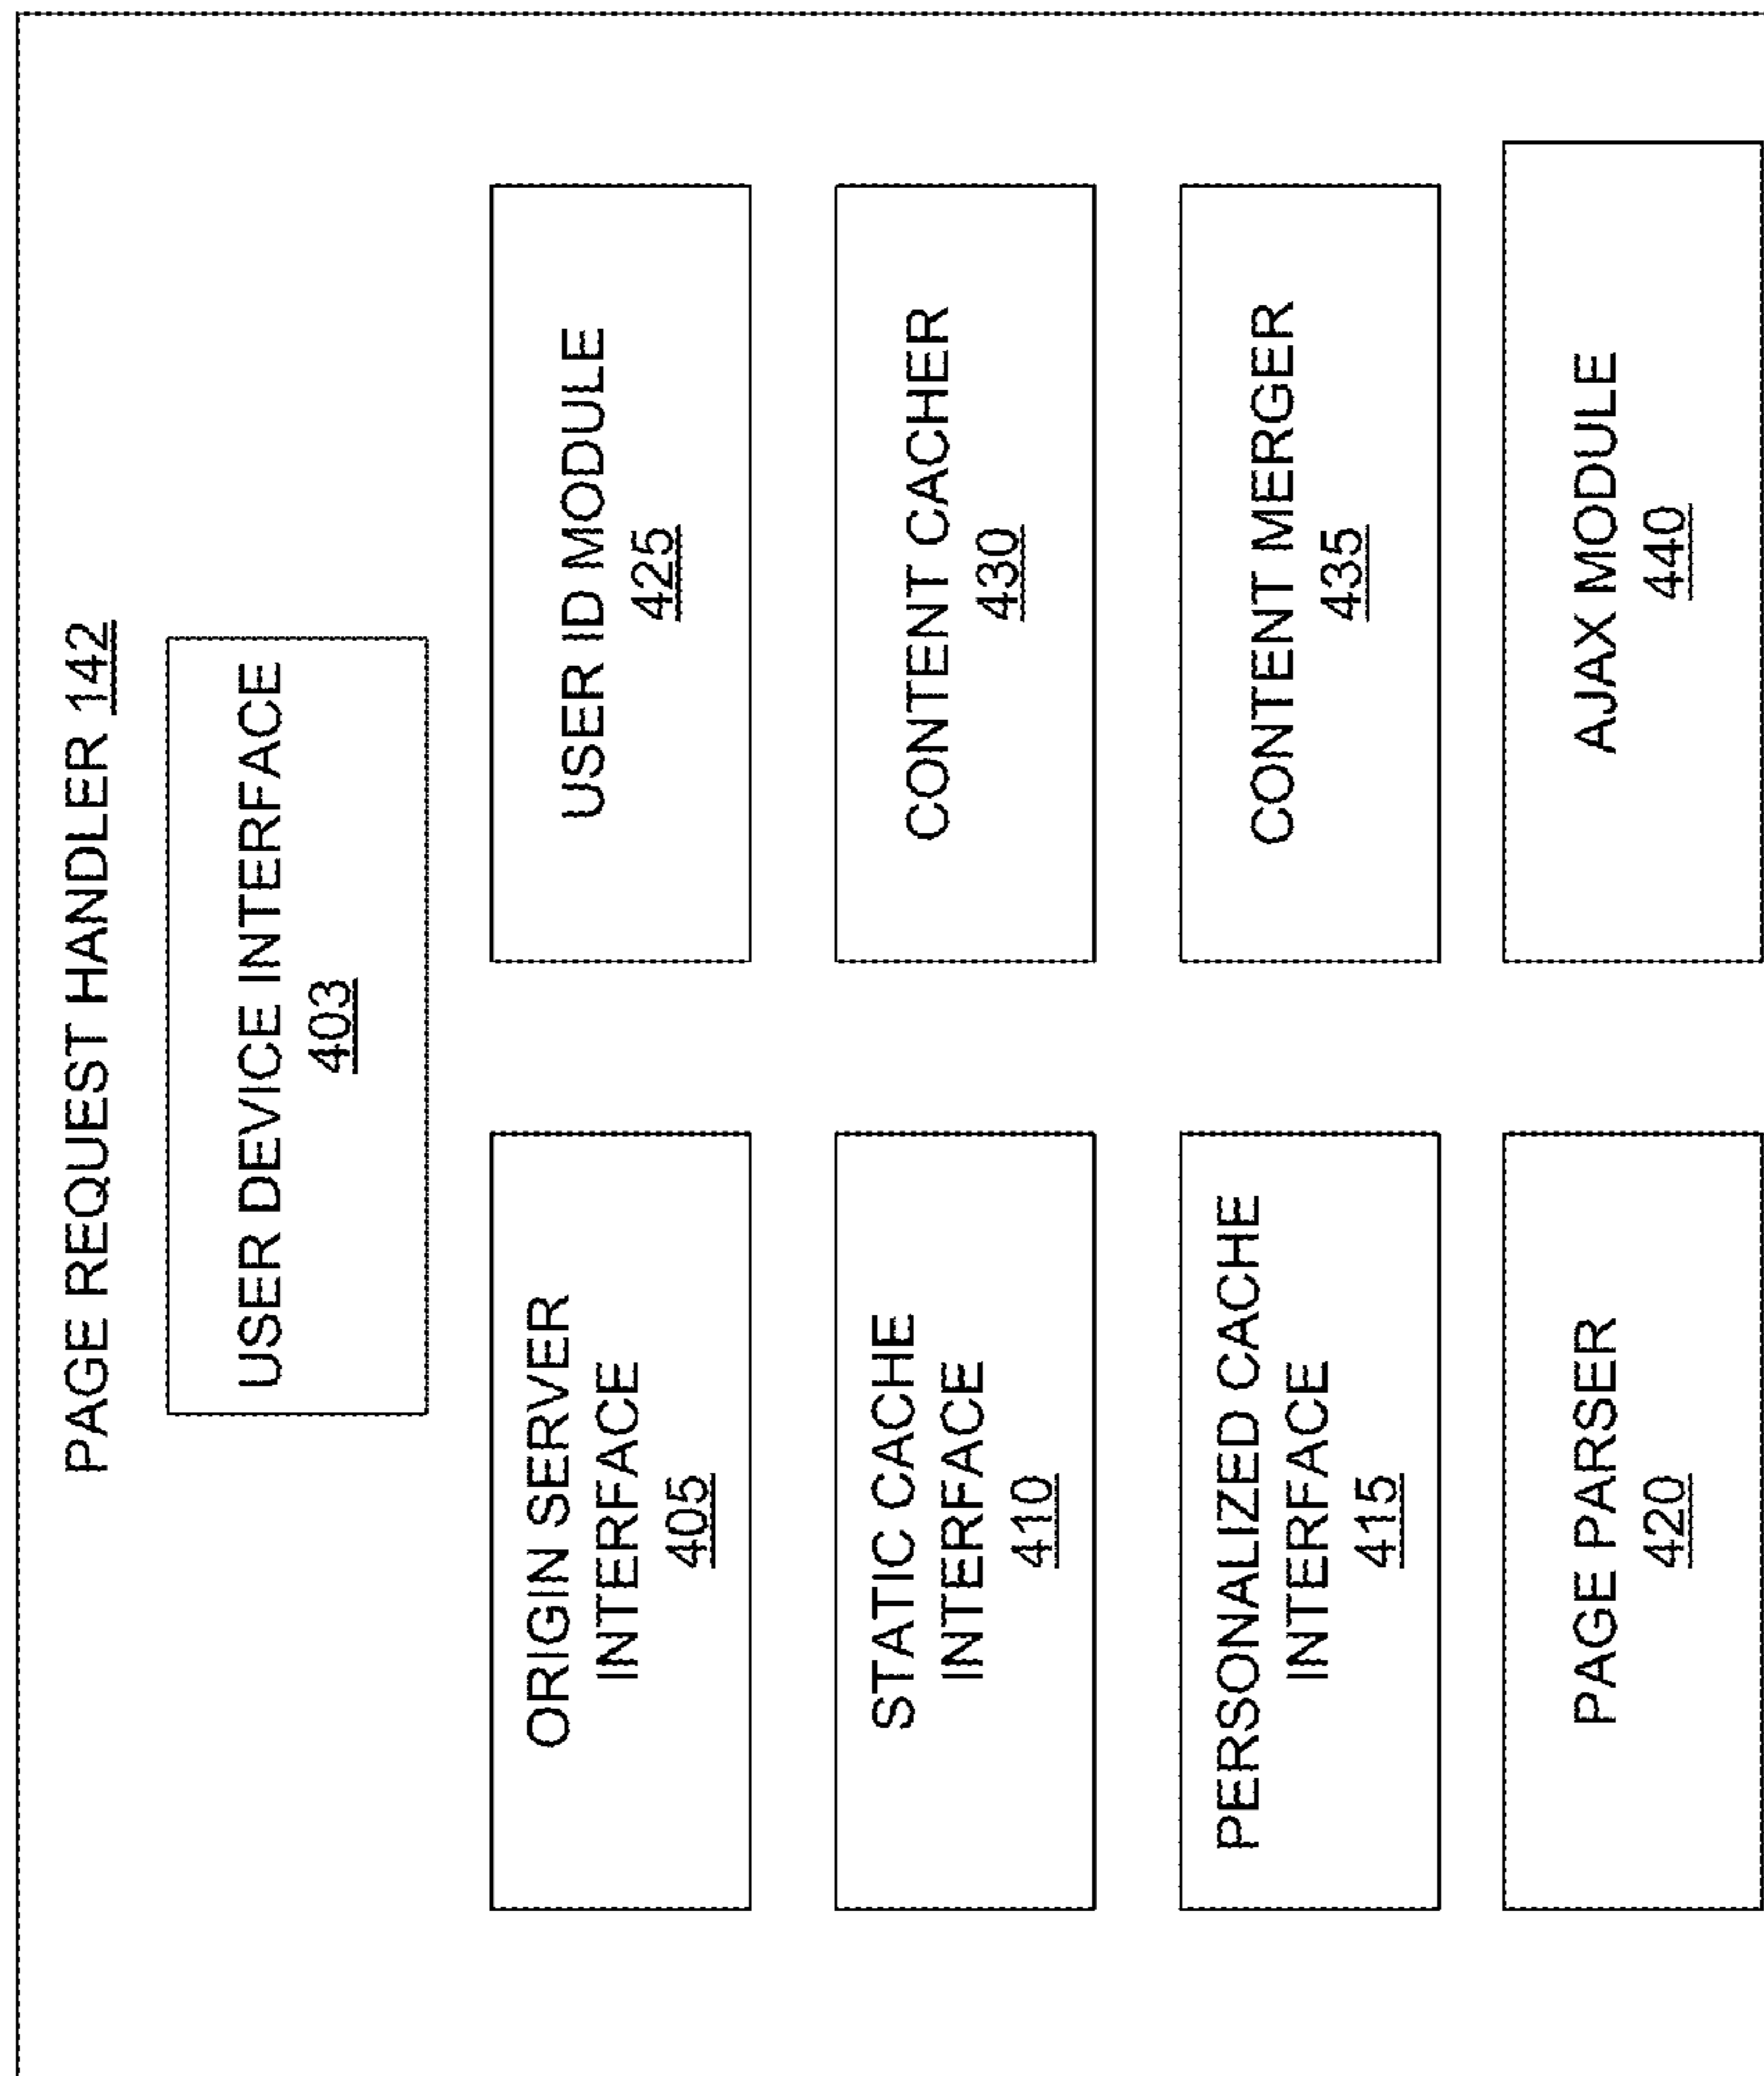 PAGE REQUEST HANDLER 142
USER DEVICE INTERFACE
403
ORIGIN SERVER
INTERFACE
405
USER ID MODULE
425
STATIC CACHE
INTERFACE
410
CONTENT CACHER
430
PERSONALIZED CACHE
INTERFACE
415
CONTENT MERGER
435
PAGE PARSER
420
AJAX MODULE
440